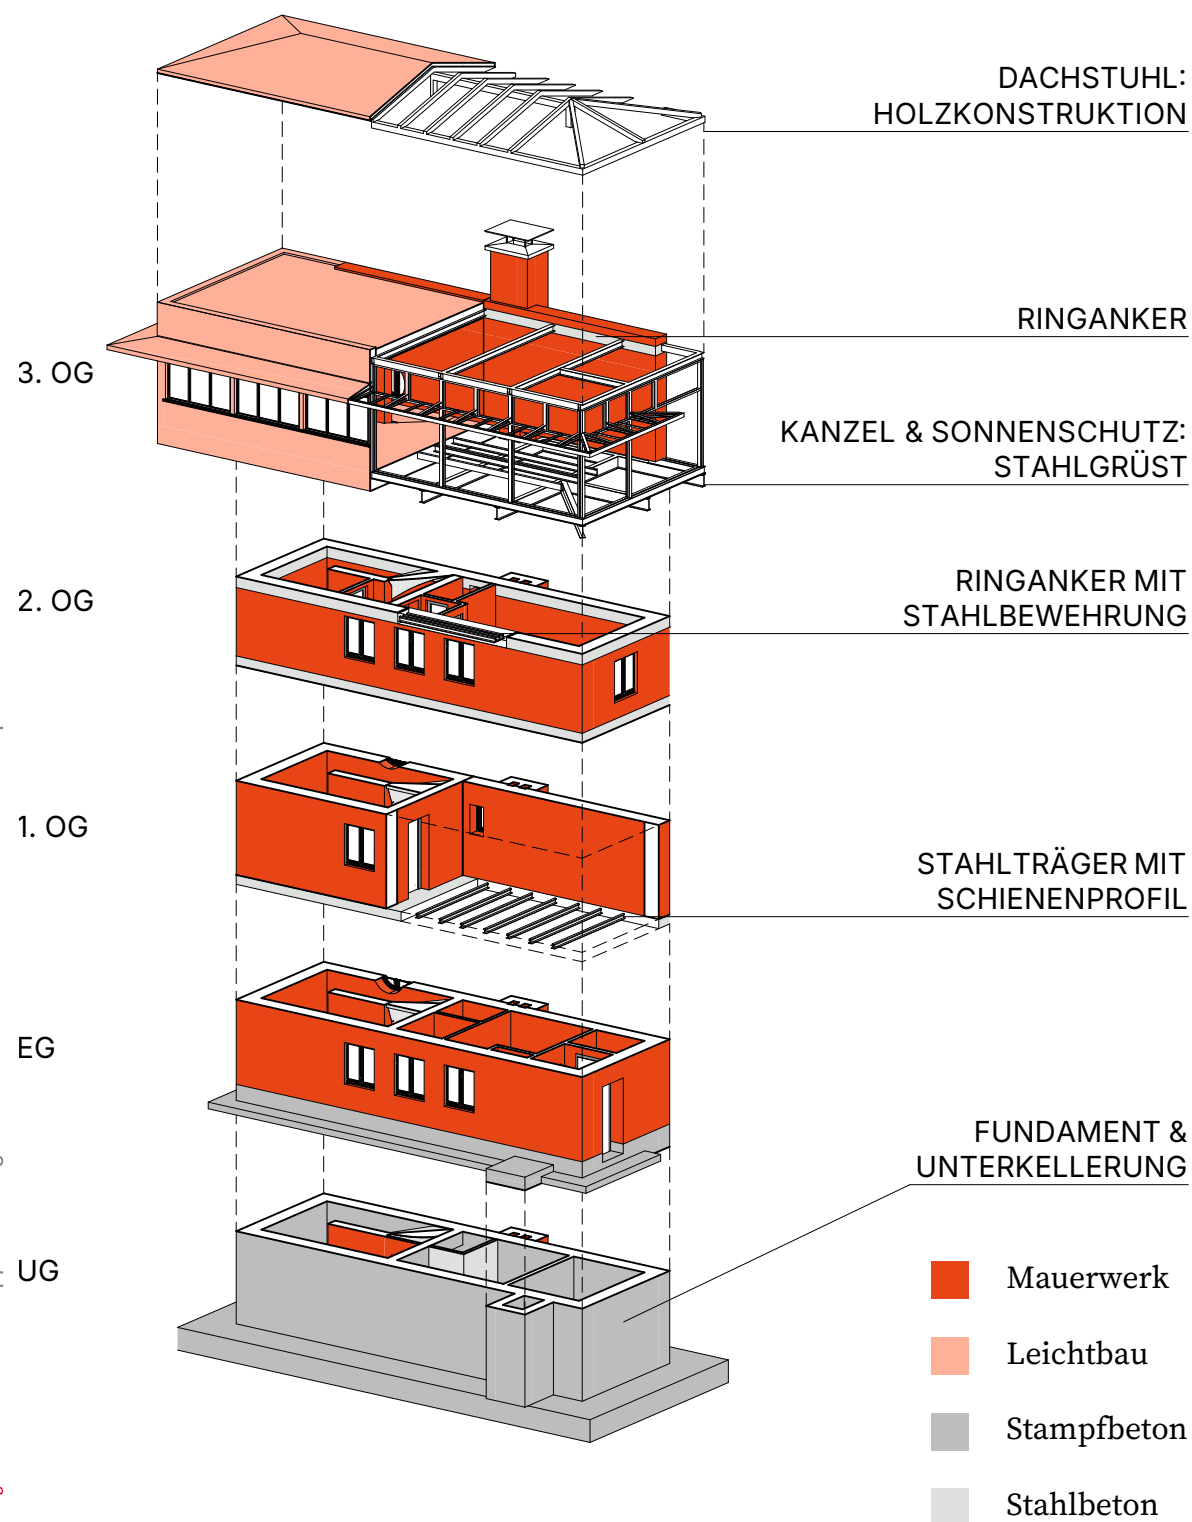 DACHSTUHL:
HOLZKONSTRUKTION
RINGANKER
3. OG
KANZEL & SONNENSCHUTZ:
STAHLGRÜST
RINGANKER MIT
STAHLBEWEHRUNG
2. OG
1. OG
STAHLTRÄGER MIT
SCHIENENPROFIL
EG
FUNDAMENT &
UNTERKELLERUNG
UG
Mauerwerk
Leichtbau
Stampfbeton
Stahlbeton